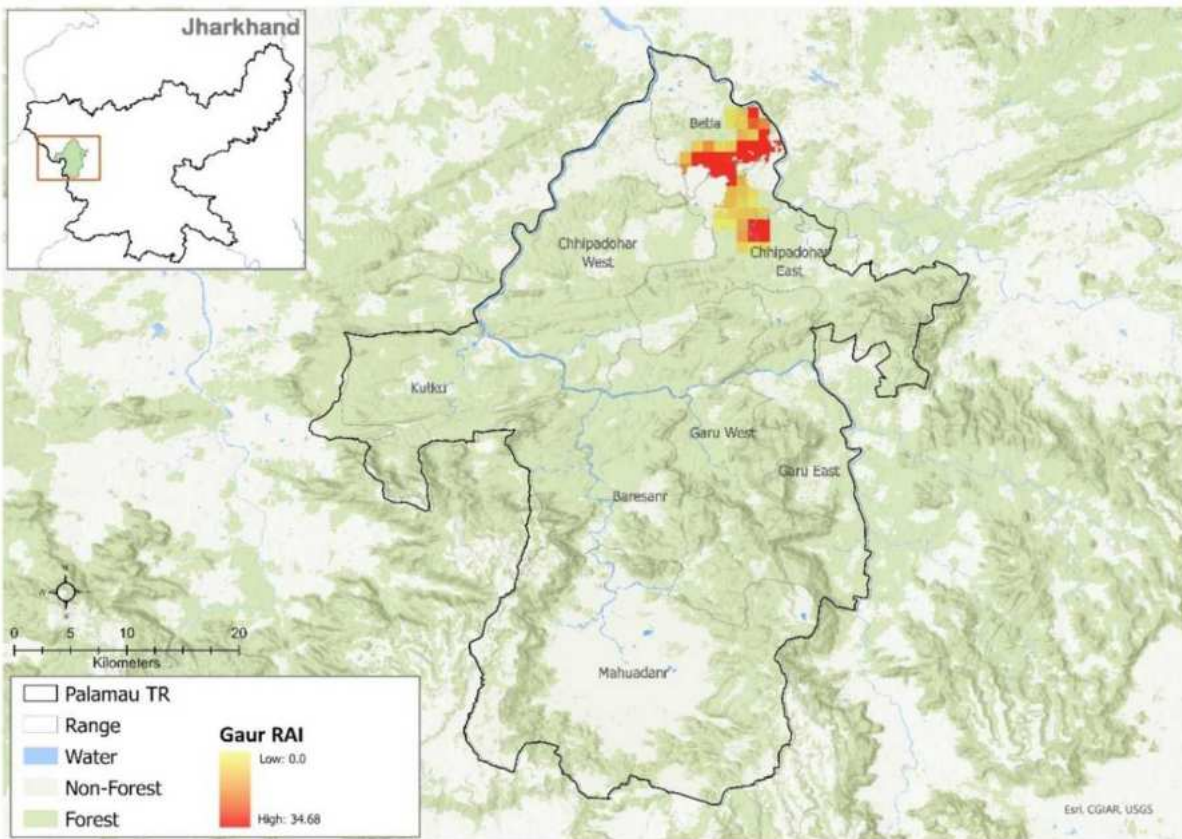 Jharkhand
Betla
Chhipadohar
West
Chhipadohar
East
Kutku
Garu West
Garu East
Baresanr
Mahuadanr
N
0 5 10 20
Kilometers
Palamau TR
Range
Water
Non-Forest
Forest
Gaur RAI
Low: 0.0
High: 34.68
Esri, CGIAR, USGS